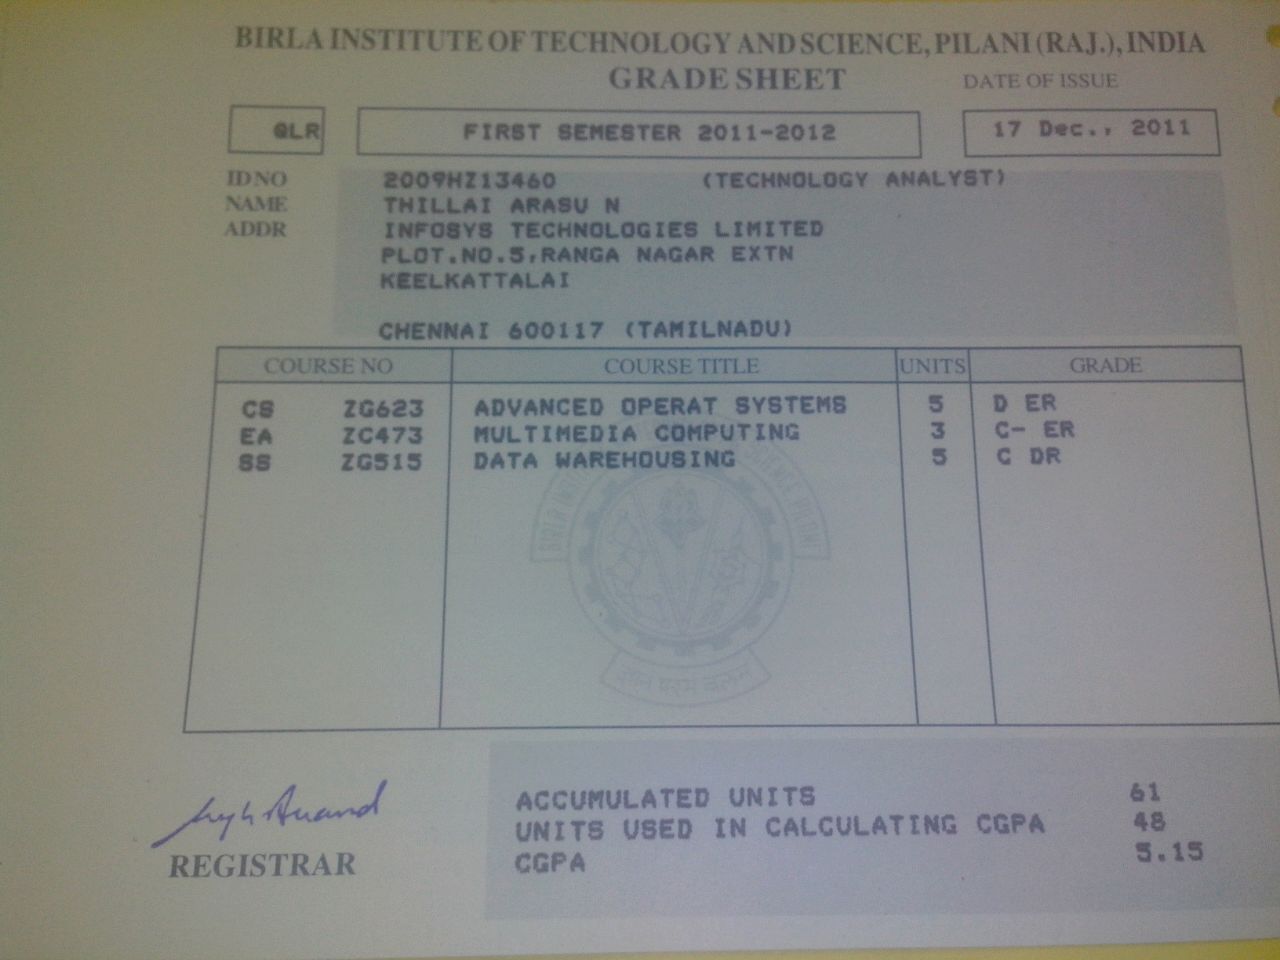 BIRLA INSTITUTE OF TECHNOLOGY AND SCIENCE, PILANI (RAJ.), INDIA
GRADE SHEET
DATE OF ISSUE
QLR FIRST SEMESTER 2011-2012 17 Dec., 2011
IDNO 2009HZ13460 (TECHNOLOGY ANALYST)
NAME THILLAI ARASU N
ADDR INFOSYS TECHNOLOGIES LIMITED
PLOT.NO.5,RANGA NAGAR EXTN
KEELKATTALAI
CHENNAI 600117 (TAMILNADU)
COURSE NO COURSE TITLE UNITS GRADE
CS ZG623 ADVANCED OPERAT SYSTEMS 5 D ER
EA ZC473 MULTIMEDIA COMPUTING 3 C- ER
SS ZG515 DATA WAREHOUSING 5 C DR
ACCUMULATED UNITS 61
UNITS USED IN CALCULATING CGPA 48
CGPA 5.15
Anand
REGISTRAR